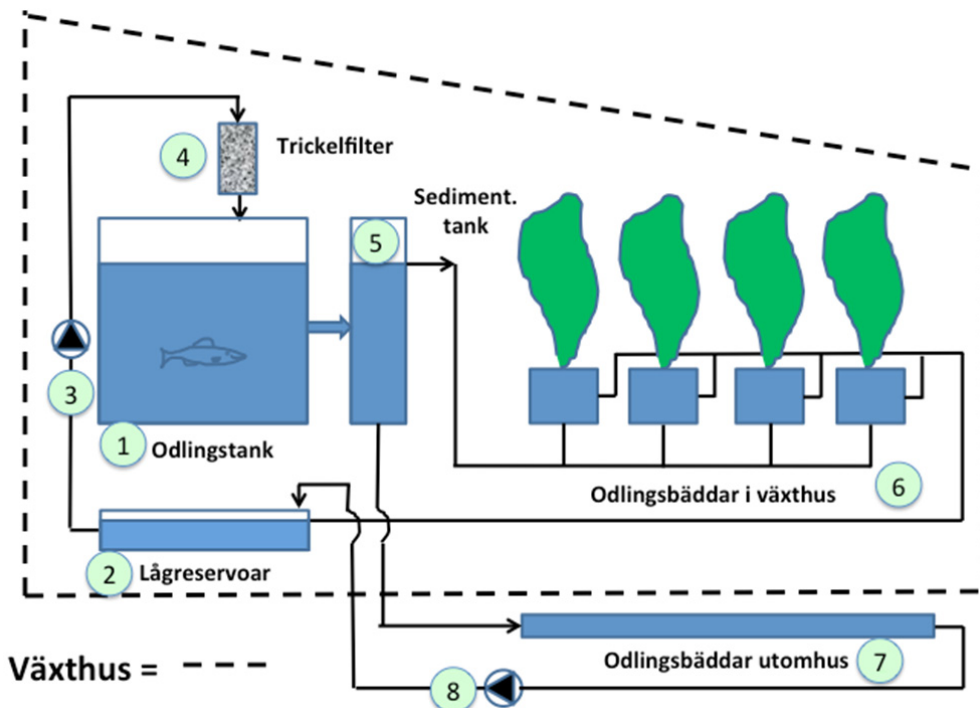 4
Trickelfilter
Sediment.
tank
5
3
1
Odlingstank
6
Odlingsbäddar i växthus
2
Lågreservoar
Växthus =
Odlingsbäddar utomhus
7
8